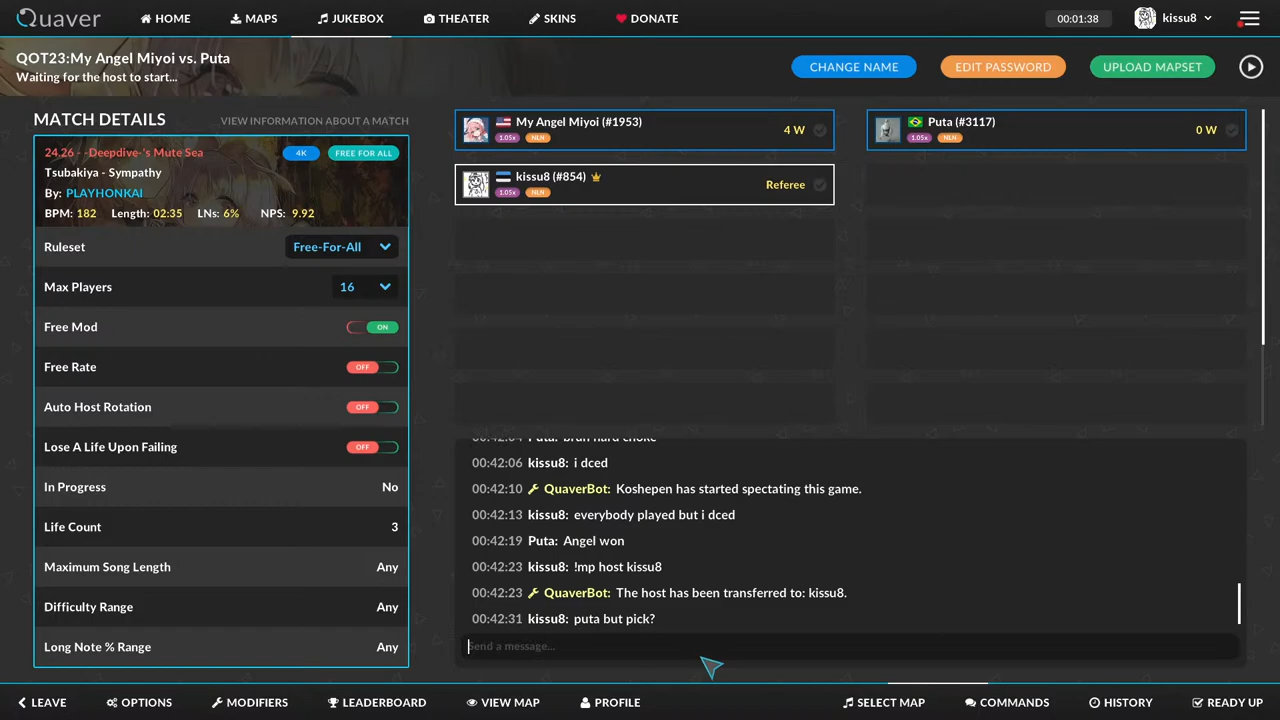 Quaver HOME MAPS JUKEBOX THEATER SKINS DONATE 00:01:38 kissu8
QOT23:My Angel Miyoi vs. Puta
Waiting for the host to start...
CHANGE NAME EDIT PASSWORD UPLOAD MAPSET
MATCH DETAILS VIEW INFORMATION ABOUT A MATCH
24.26 - -Deepdive-'s Mute Sea 4K FREE FOR ALL
Tsubakiya - Sympathy
By: PLAYHONKAI
BPM: 182 Length: 02:35 LNs: 6% NPS: 9.92
Ruleset Free-For-All
Max Players 16
Free Mod ON
Free Rate OFF
Auto Host Rotation OFF
Lose A Life Upon Failing OFF
In Progress No
Life Count 3
Maximum Song Length Any
Difficulty Range Any
Long Note % Range Any
My Angel Miyoi (#1953) 4 W
1.05x NLN
Puta (#3117) 0 W
1.05x NLN
kissu8 (#854) Referee
1.05x NLN
00:42:04 Puta: bruh hard choke
00:42:06 kissu8: i dced
00:42:10 QuaverBot: Koshepen has started spectating this game.
00:42:13 kissu8: everybody played but i dced
00:42:19 Puta: Angel won
00:42:23 kissu8: !mp host kissu8
00:42:23 QuaverBot: The host has been transferred to: kissu8.
00:42:31 kissu8: puta but pick?
Send a message...
LEAVE OPTIONS MODIFIERS LEADERBOARD VIEW MAP PROFILE SELECT MAP COMMANDS HISTORY READY UP